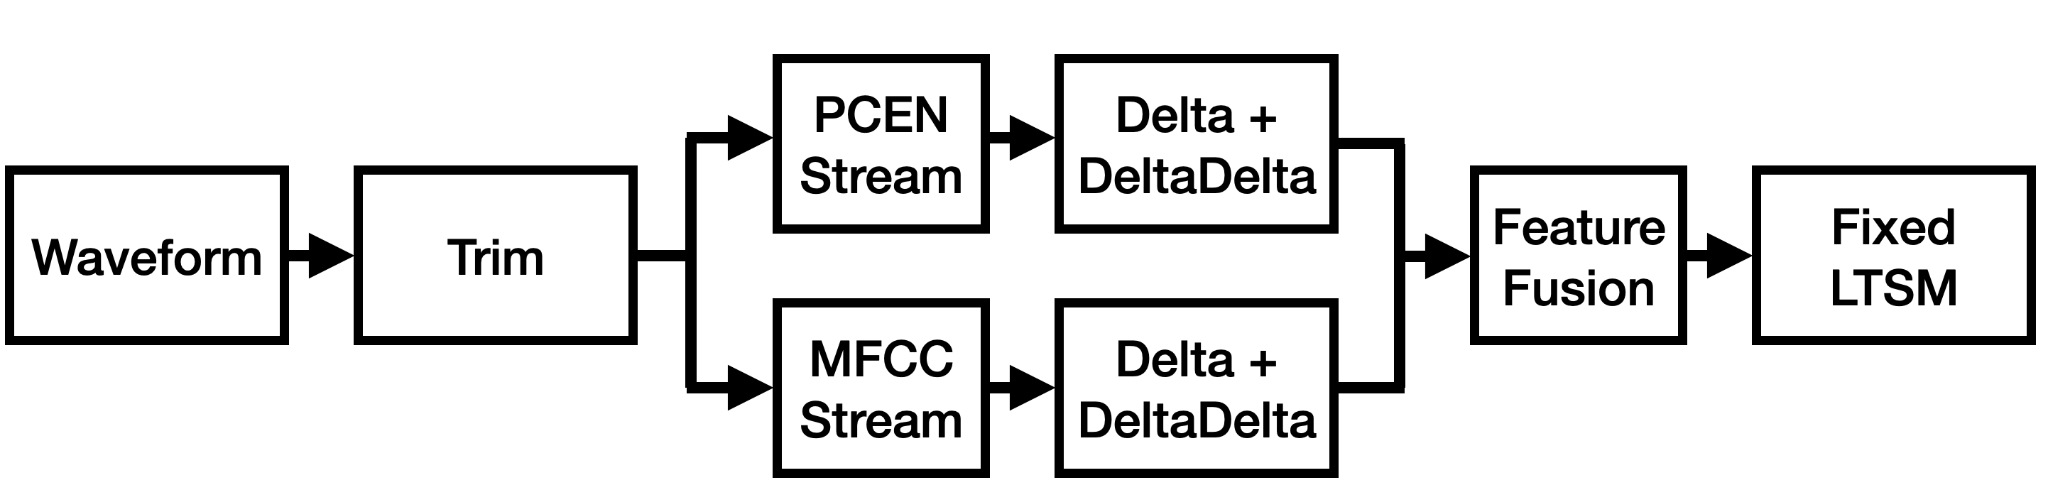 Waveform
Trim
PCEN
Stream
Delta +
DeltaDelta
MFCC
Stream
Delta +
DeltaDelta
Feature
Fusion
Fixed
LTSM